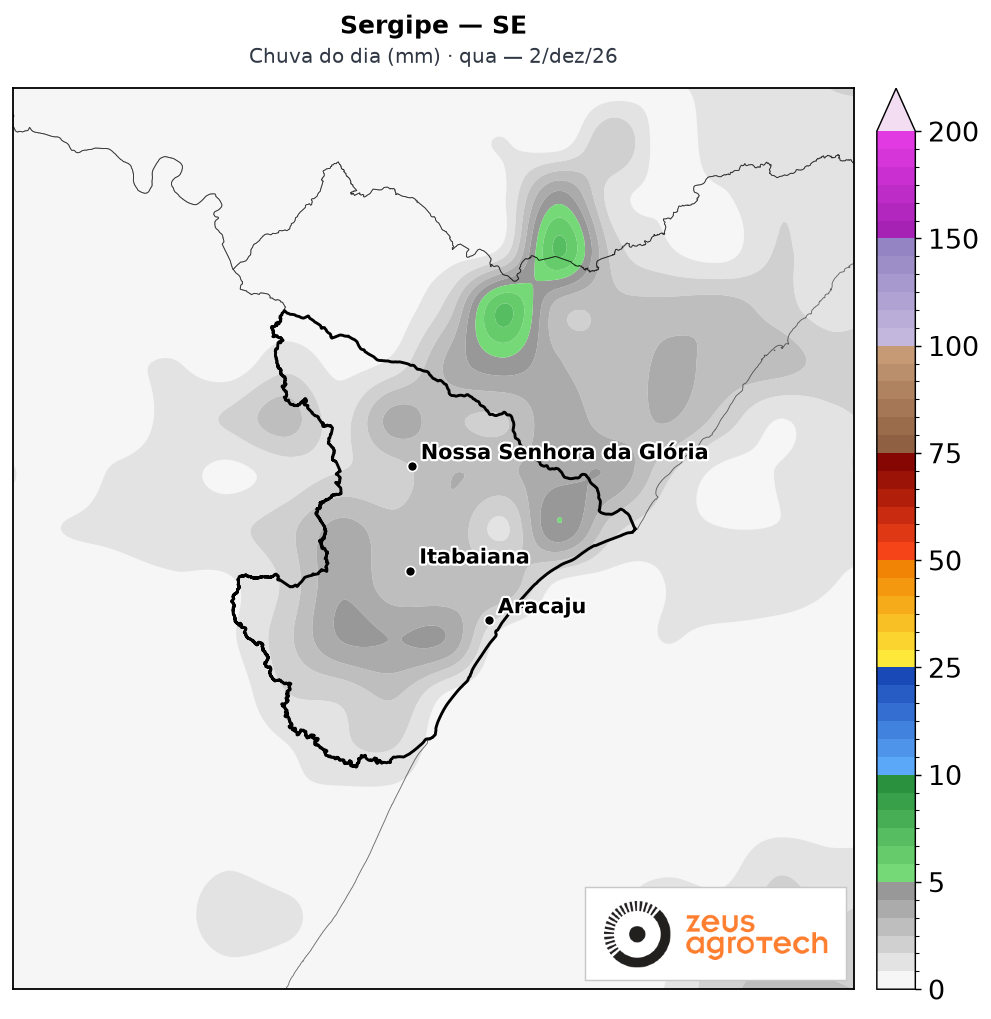 Sergipe — SE
Chuva do dia (mm) · qua — 2/dez/26
200
150
100
75
50
25
10
5
0
Nossa Senhora da Glória
Itabaiana
Aracaju
zeus
agrotech